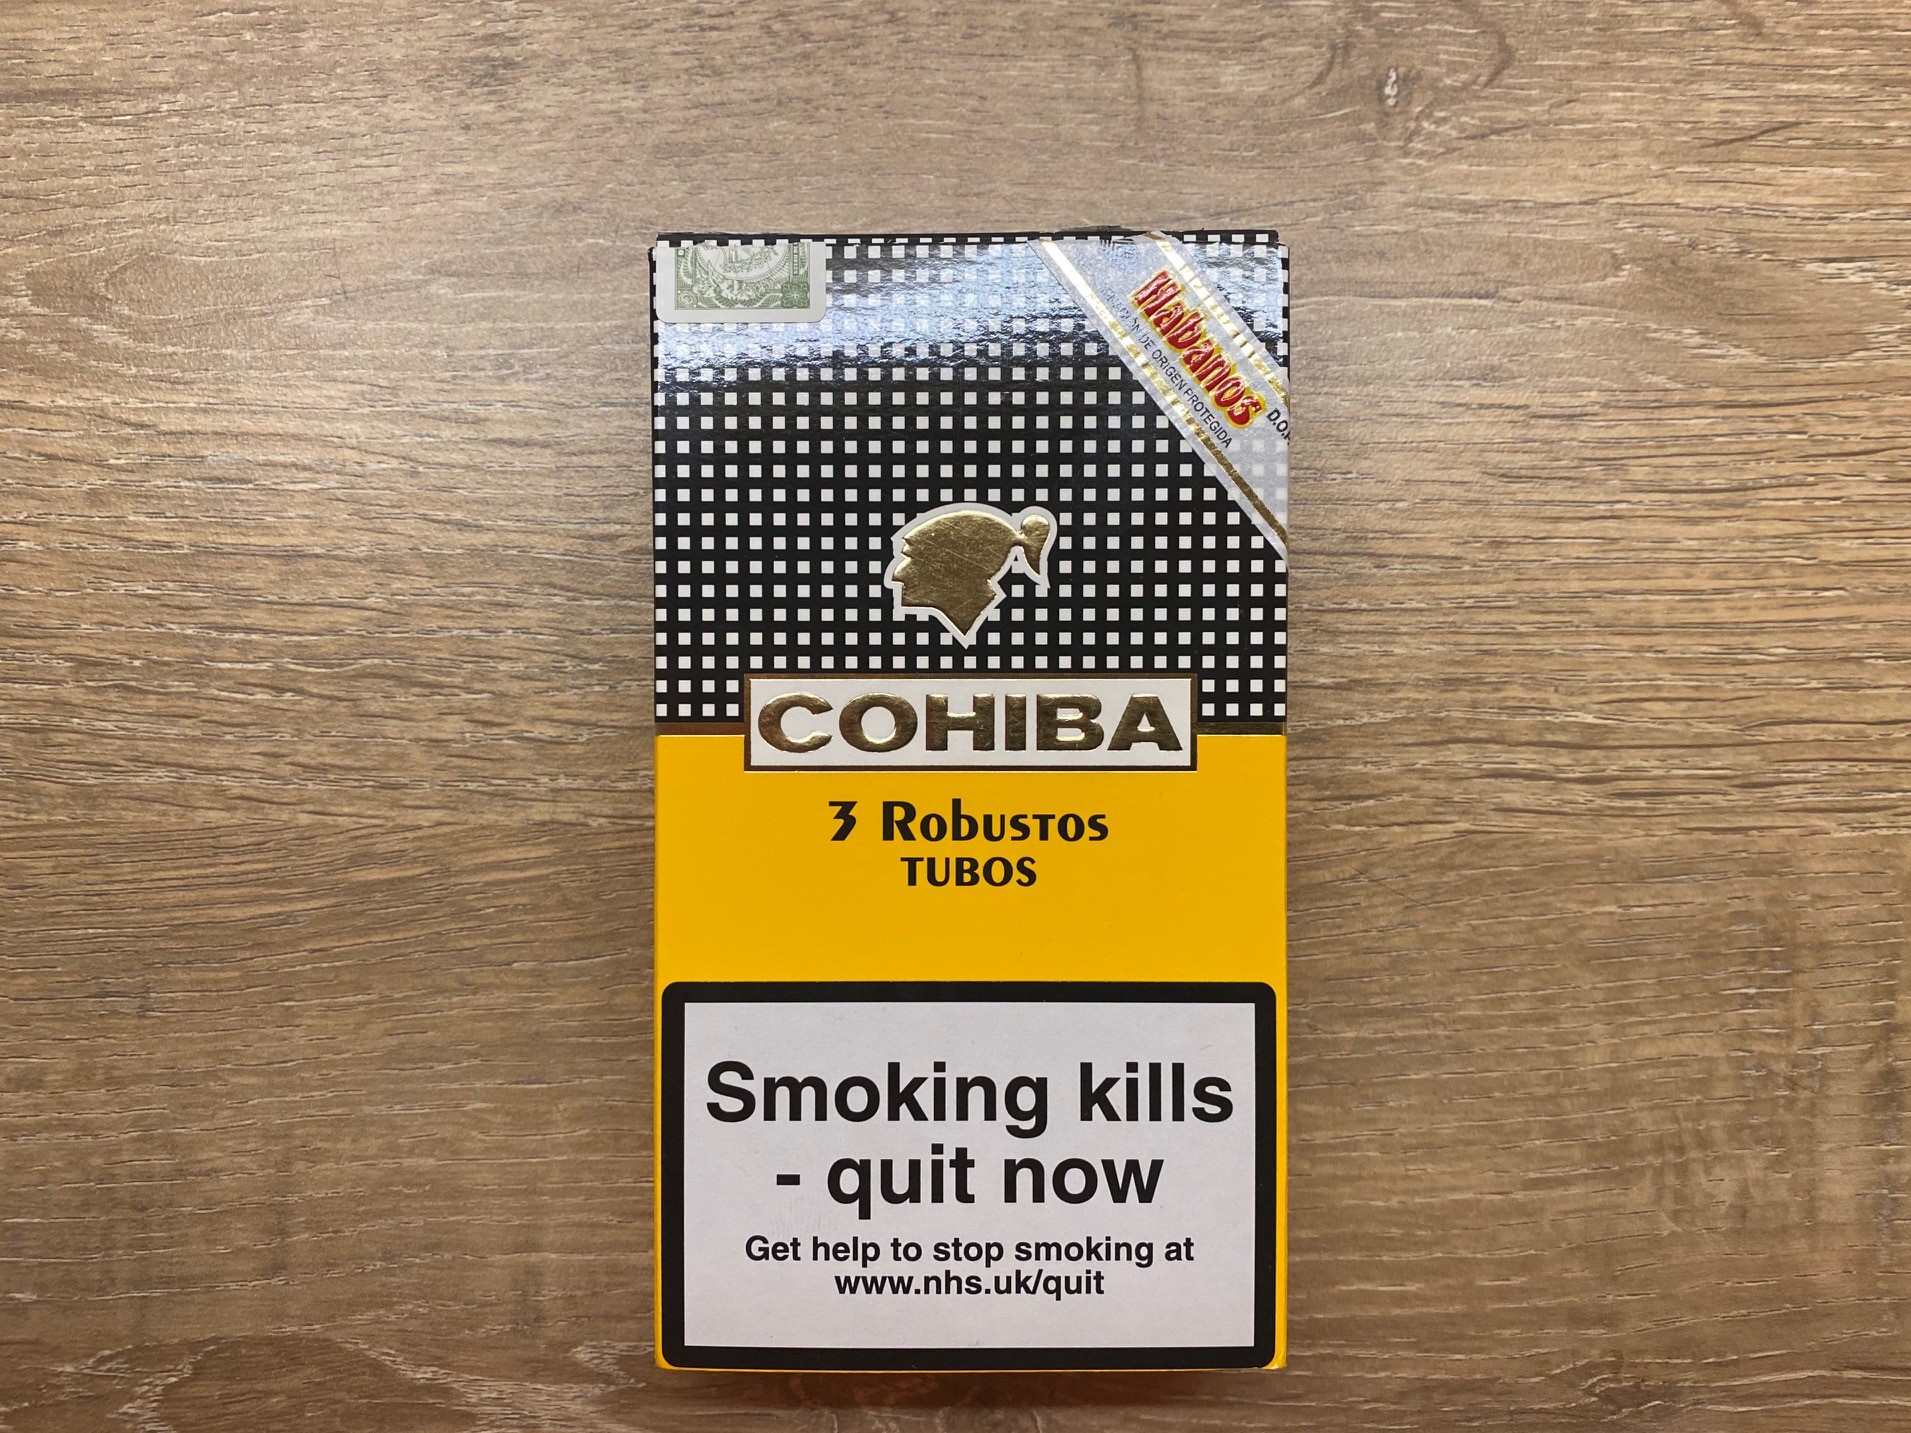 Habanos
DE ORIGEN PROTEGIDA
COHIBA
3 Robustos
TUBOS
Smoking kills
- quit now
Get help to stop smoking at
www.nhs.uk/quit